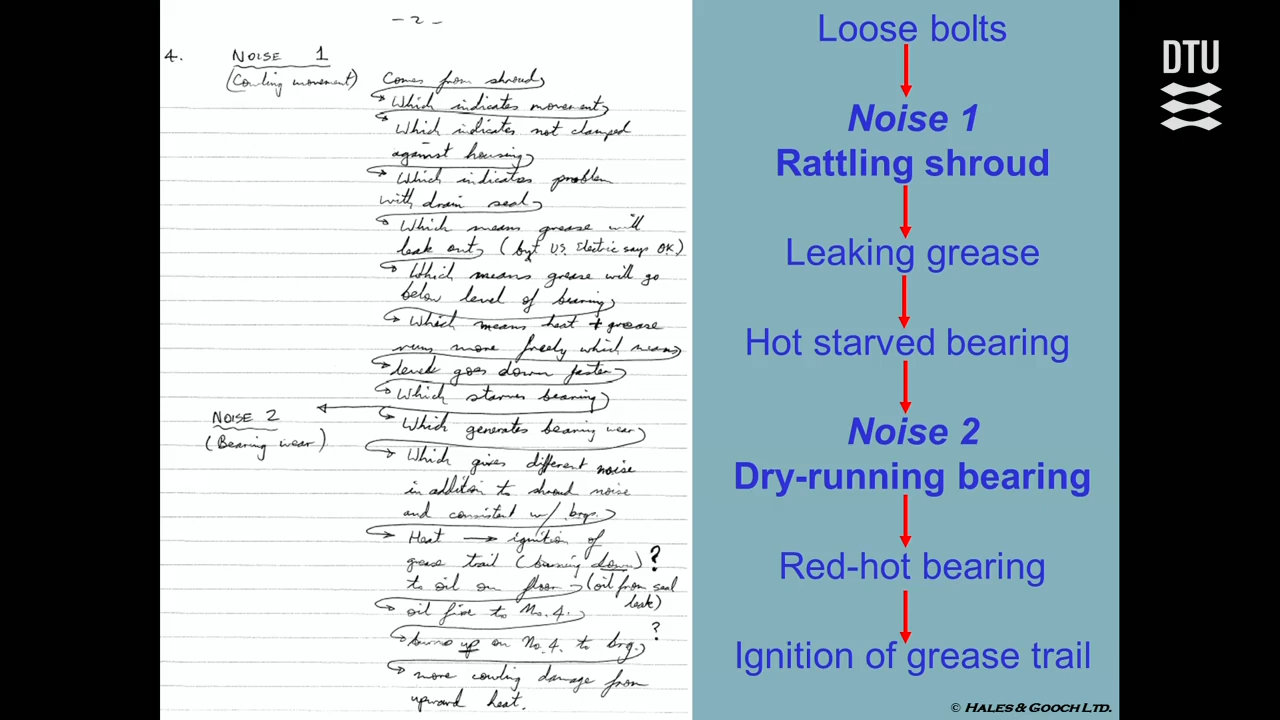 - 2 -
4. NOISE 1
(Cowling movement)
Comes from shroud,
Which indicates movement,
Which indicates not clamped
against housing,
Which indicates problem
with drain seal,
Which means grease will
leak out, (but U.S. Electric says OK)
Which means grease will go
below level of bearing,
Which means heat + grease
runs more freely which means,
level goes down faster,
Which starves bearing,
NOISE 2
(Bearing wear)
Which generates bearing wear,
Which gives different noise
in addition to shroud noise
and consistent w/ brgs.
Heat → ignition of
grease trail (burning down) ?
to oil on floor (oil from seal
leak)
oil fire to No. 4.
burns up on No. 4. to brg. ?
more cowling damage from
upward heat.
Loose bolts
Noise 1
Rattling shroud
Leaking grease
Hot starved bearing
Noise 2
Dry-running bearing
Red-hot bearing
Ignition of grease trail
© HALES & GOOCH LTD.
DTU